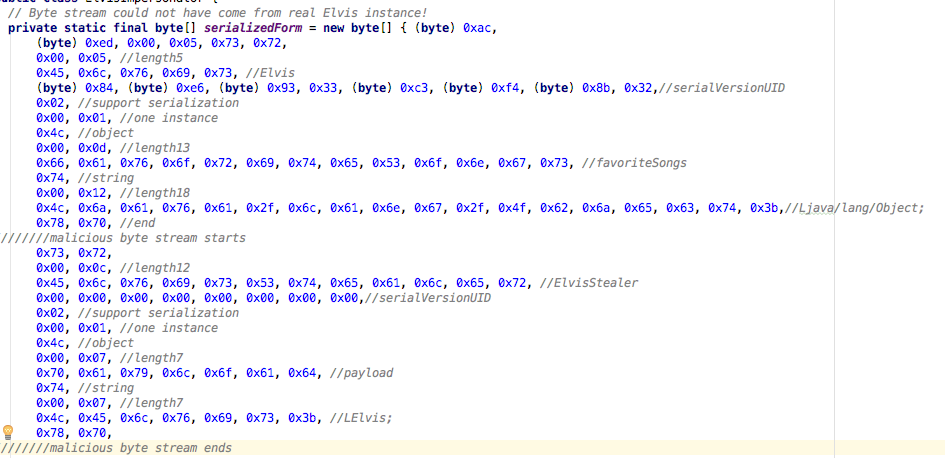 // Byte stream could not have come from real Elvis instance!
private static final byte[] serializedForm = new byte[] { (byte) 0xac,
(byte) 0xed, 0x00, 0x05, 0x73, 0x72,
0x00, 0x05, //length5
0x45, 0x6c, 0x76, 0x69, 0x73, //Elvis
(byte) 0x84, (byte) 0xe6, (byte) 0x93, 0x33, (byte) 0xc3, (byte) 0xf4, (byte) 0x8b, 0x32,//serialVersionUID
0x02, //support serialization
0x00, 0x01, //one instance
0x4c, //object
0x00, 0x0d, //length13
0x66, 0x61, 0x76, 0x6f, 0x72, 0x69, 0x74, 0x65, 0x53, 0x6f, 0x6e, 0x67, 0x73, //favoriteSongs
0x74, //string
0x00, 0x12, //length18
0x4c, 0x6a, 0x61, 0x76, 0x61, 0x2f, 0x6c, 0x61, 0x6e, 0x67, 0x2f, 0x4f, 0x62, 0x6a, 0x65, 0x63, 0x74, 0x3b,//Ljava/lang/Object;
0x78, 0x70, //end
////////malicious byte stream starts
0x73, 0x72,
0x00, 0x0c, //length12
0x45, 0x6c, 0x76, 0x69, 0x73, 0x53, 0x74, 0x65, 0x61, 0x6c, 0x65, 0x72, //ElvisStealer
0x00, 0x00, 0x00, 0x00, 0x00, 0x00, 0x00, 0x00,//serialVersionUID
0x02, //support serialization
0x00, 0x01, //one instance
0x4c, //object
0x00, 0x07, //length7
0x70, 0x61, 0x79, 0x6c, 0x6f, 0x61, 0x64, //payload
0x74, //string
0x00, 0x07, //length7
0x4c, 0x45, 0x6c, 0x76, 0x69, 0x73, 0x3b, //LElvis;
0x78, 0x70,
////////malicious byte stream ends